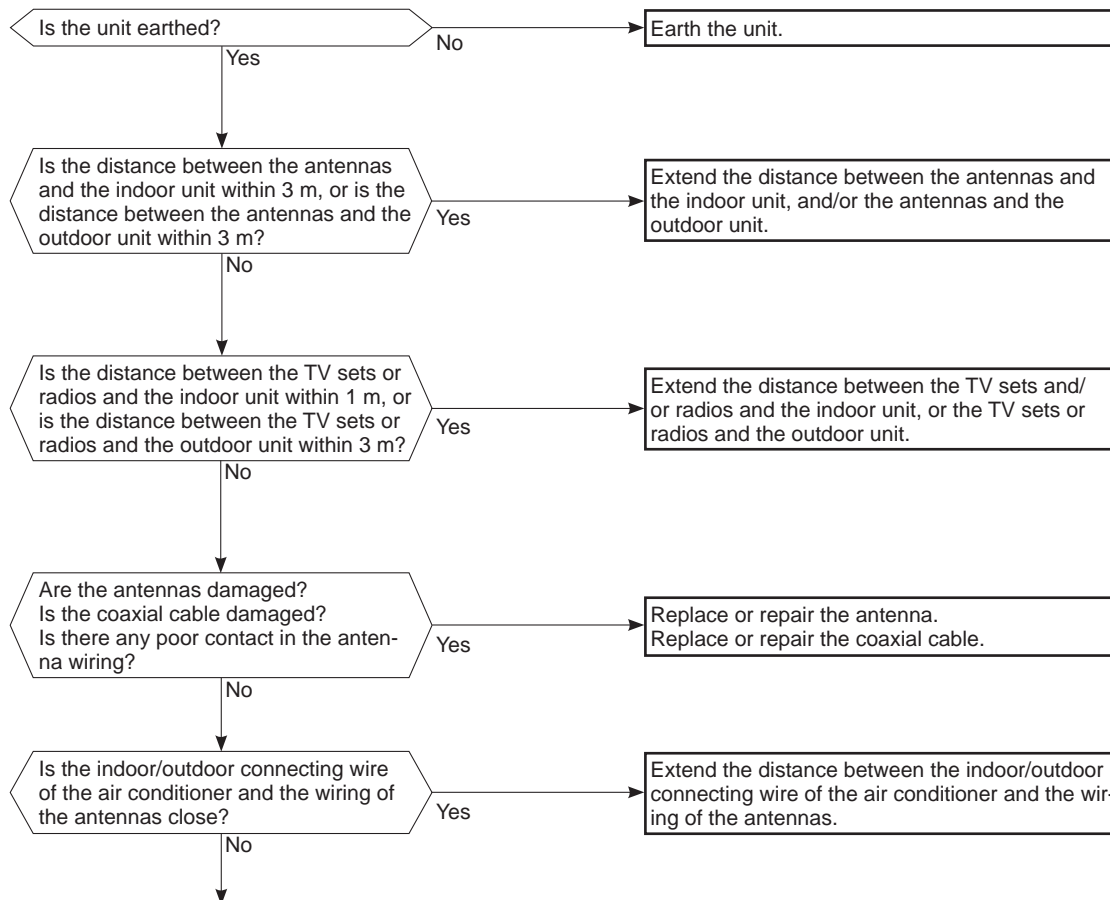 Is the unit earthed?
No
Earth the unit.
Yes
Is the distance between the antennas
and the indoor unit within 3 m, or is the
distance between the antennas and the
outdoor unit within 3 m?
Yes
Extend the distance between the antennas and
the indoor unit, and/or the antennas and the
outdoor unit.
No
Is the distance between the TV sets or
radios and the indoor unit within 1 m, or
is the distance between the TV sets or
radios and the outdoor unit within 3 m?
Yes
Extend the distance between the TV sets and/
or radios and the indoor unit, or the TV sets or
radios and the outdoor unit.
No
Are the antennas damaged?
Is the coaxial cable damaged?
Is there any poor contact in the anten-
na wiring?
Yes
Replace or repair the antenna.
Replace or repair the coaxial cable.
No
Is the indoor/outdoor connecting wire
of the air conditioner and the wiring of
the antennas close?
Yes
Extend the distance between the indoor/outdoor
connecting wire of the air conditioner and the wir-
ing of the antennas.
No